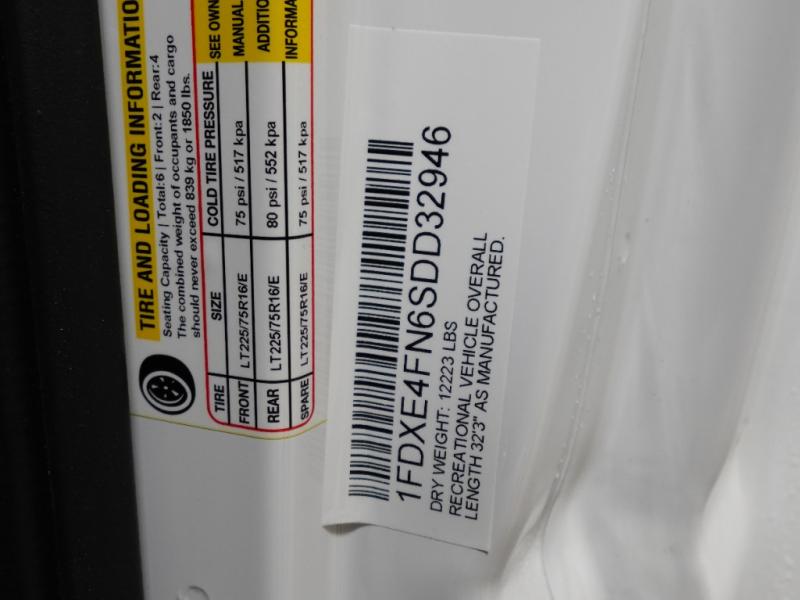 TIRE AND LOADING INFORMATIO
Seating Capacity | Total:6 | Front:2 | Rear:4
The combined weight of occupants and cargo
should never exceed 839 kg or 1850 lbs.
TIRE SIZE COLD TIRE PRESSURE SEE OWN
FRONT LT225/75R16/E 75 psi / 517 kpa MANUAL
REAR LT225/75R16/E 80 psi / 552 kpa ADDITIO
SPARE LT225/75R16/E 75 psi / 517 kpa INFORMA
1FDXE4FN6SDD32946
DRY WEIGHT: 12223 LBS
RECREATIONAL VEHICLE OVERALL
LENGTH 32'3" AS MANUFACTURED.